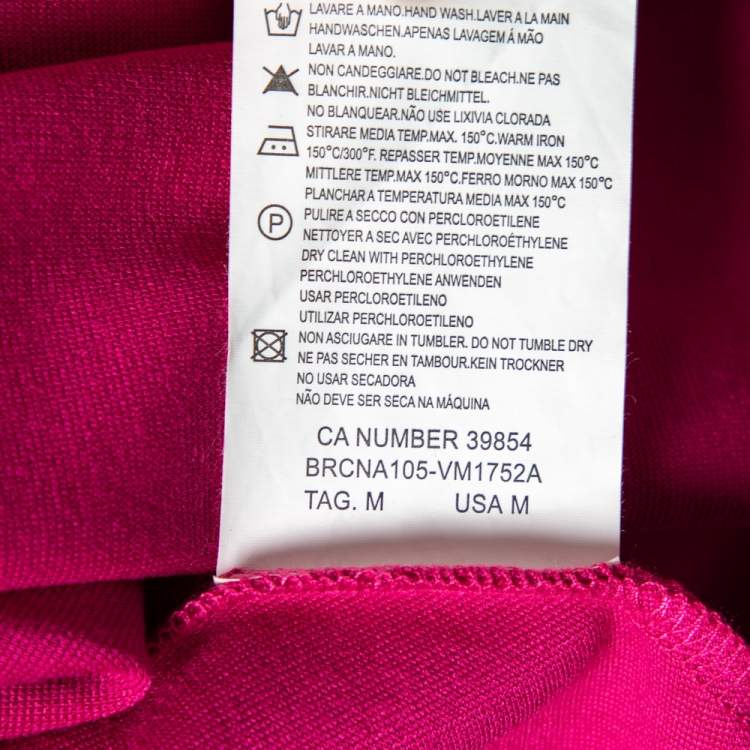 LAVARE A MANO.HAND WASH.LAVER A LA MAIN
HANDWASCHEN.APENAS LAVAGEM Á MÃO
LAVAR A MANO.
NON CANDEGGIARE.DO NOT BLEACH.NE PAS
BLANCHIR.NICHT BLEICHMITTEL.
NO BLANQUEAR.NÃO USE LIXIVIA CLORADA
STIRARE MEDIA TEMP.MAX. 150°C.WARM IRON
150°C/300°F. REPASSER TEMP.MOYENNE MAX 150°C
MITTLERE TEMP.MAX 150°C.FERRO MORNO MAX 150°C
PLANCHAR A TEMPERATURA MEDIA MAX 150°C
P PULIRE A SECCO CON PERCLOROETILENE
NETTOYER A SEC AVEC PERCHLOROÉTHYLENE
DRY CLEAN WITH PERCHLOROETHYLENE
PERCHLOROETHYLENE ANWENDEN
USAR PERCLOROETILENO
UTILIZAR PERCHLOROETILENO
NON ASCIUGARE IN TUMBLER. DO NOT TUMBLE DRY
NE PAS SECHER EN TAMBOUR.KEIN TROCKNER
NO USAR SECADORA
NÃO DEVE SER SECA NA MÁQUINA
CA NUMBER 39854
BRCNA105-VM1752A
TAG. M USA M